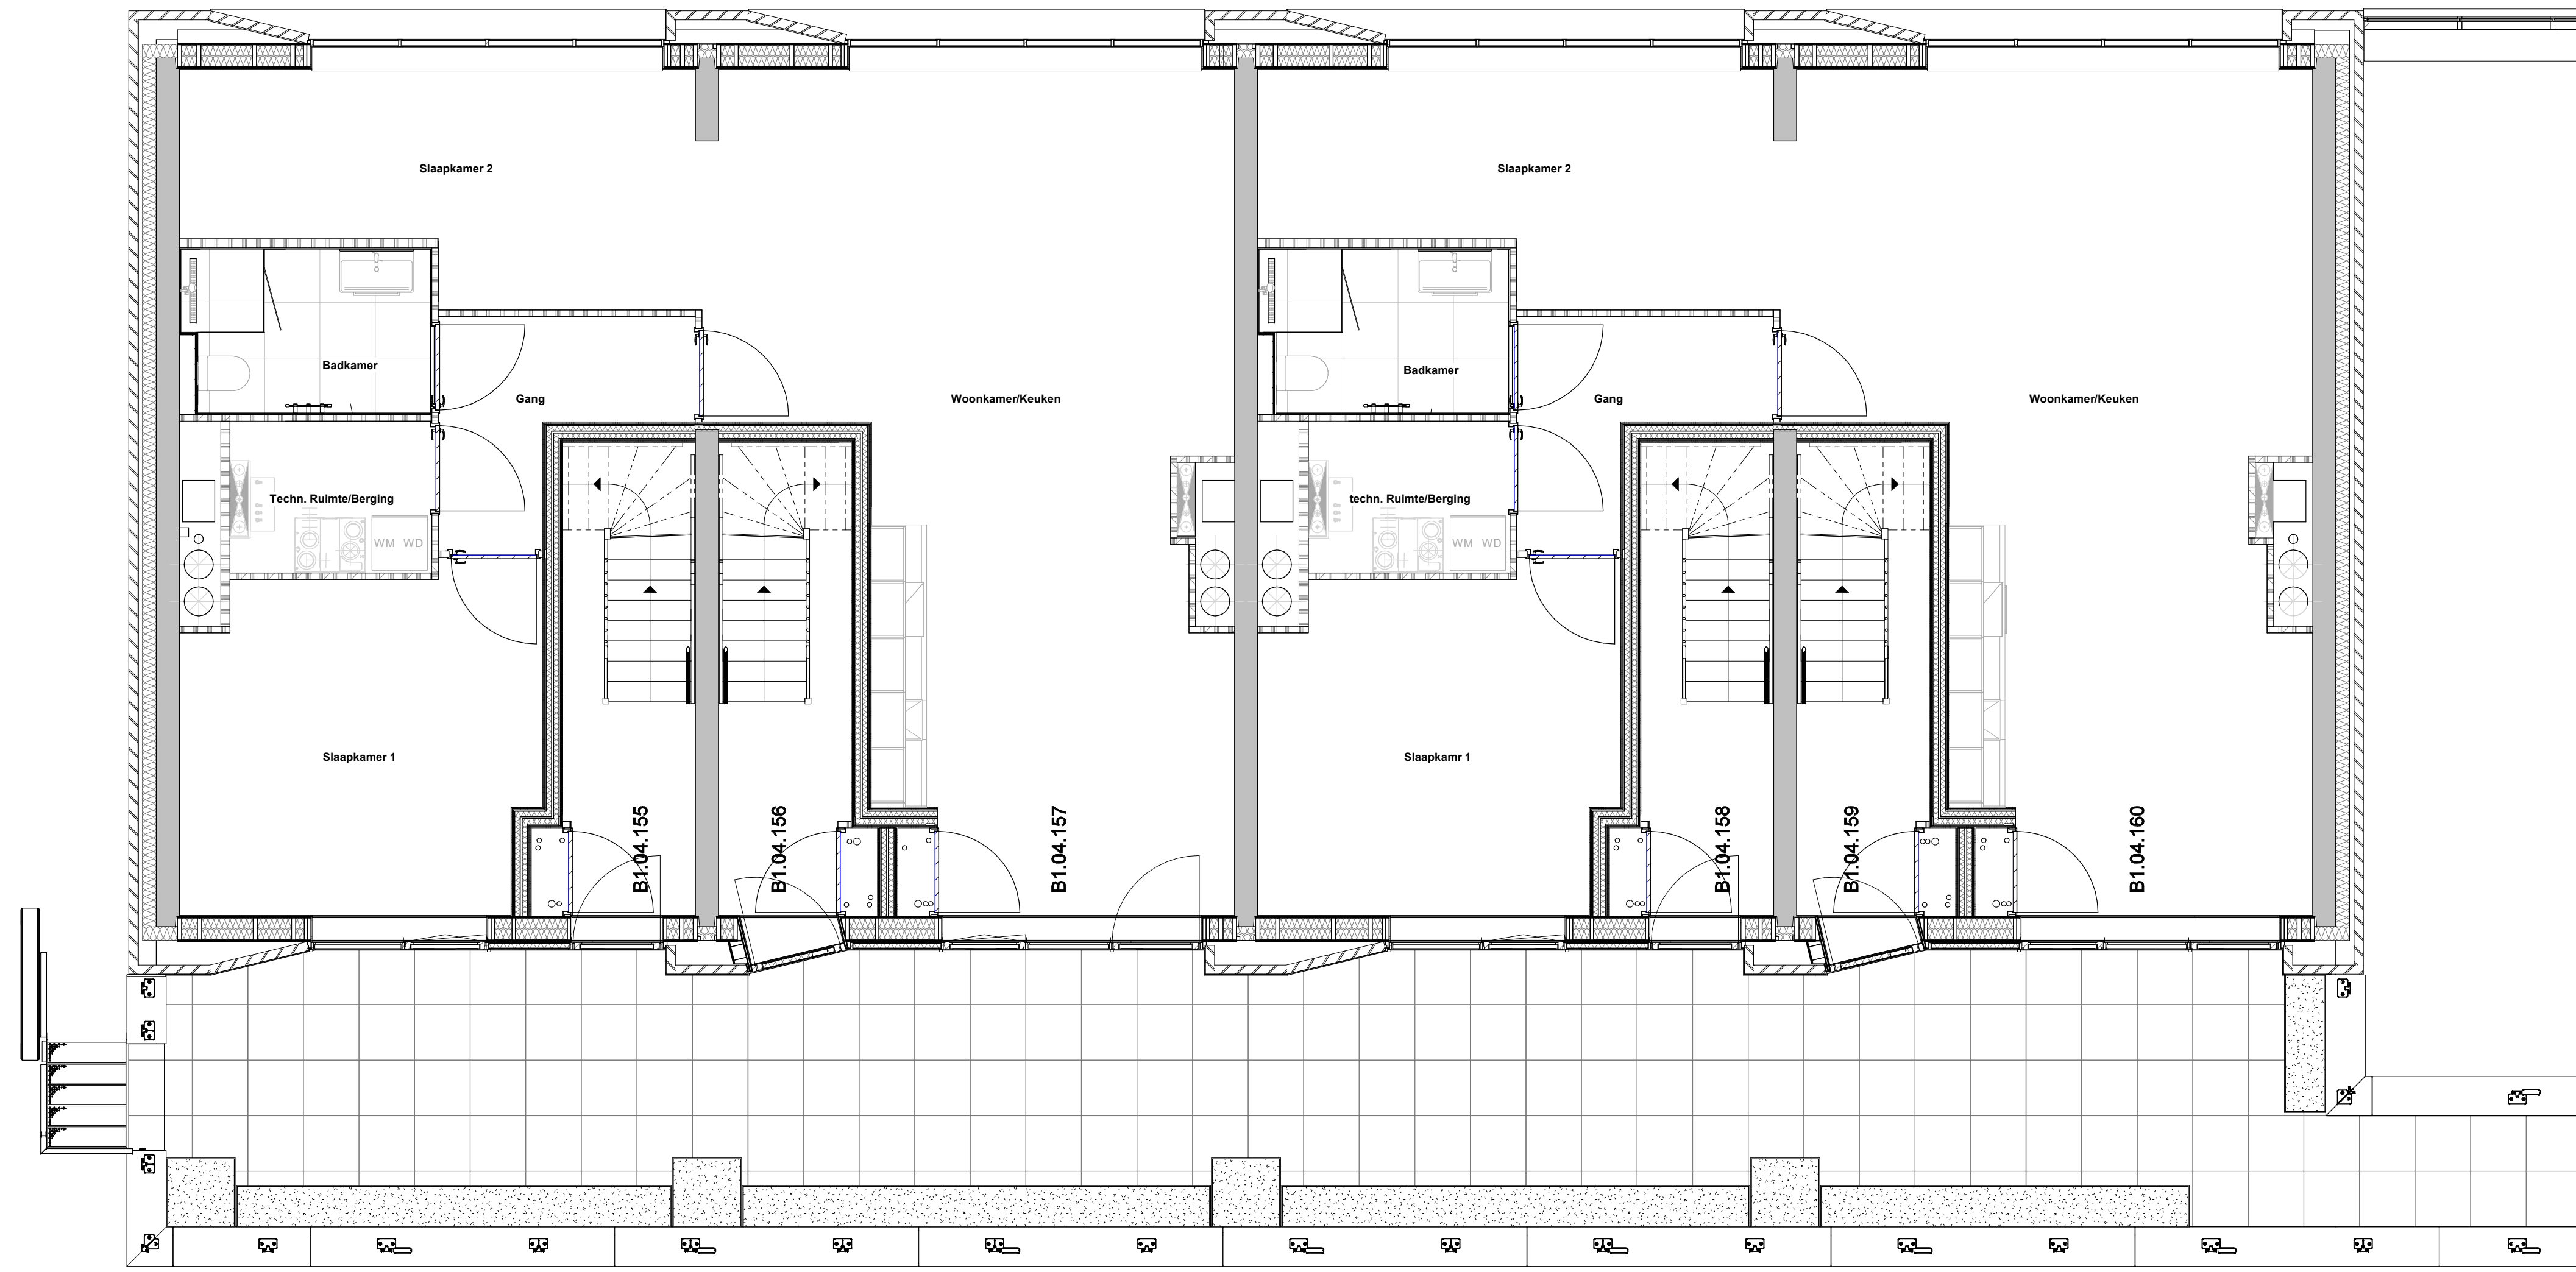 Slaapkamer 2
Slaapkamer 2
Badkamer
Badkamer
Gang
Woonkamer/Keuken
Gang
Woonkamer/Keuken
Techn. Ruimte/Berging
techn. Ruimte/Berging
WM WD
WM WD
Slaapkamer 1
Slaapkamr 1
B1.04.155
B1.04.156
B1.04.157
B1.04.158
B1.04.159
B1.04.160